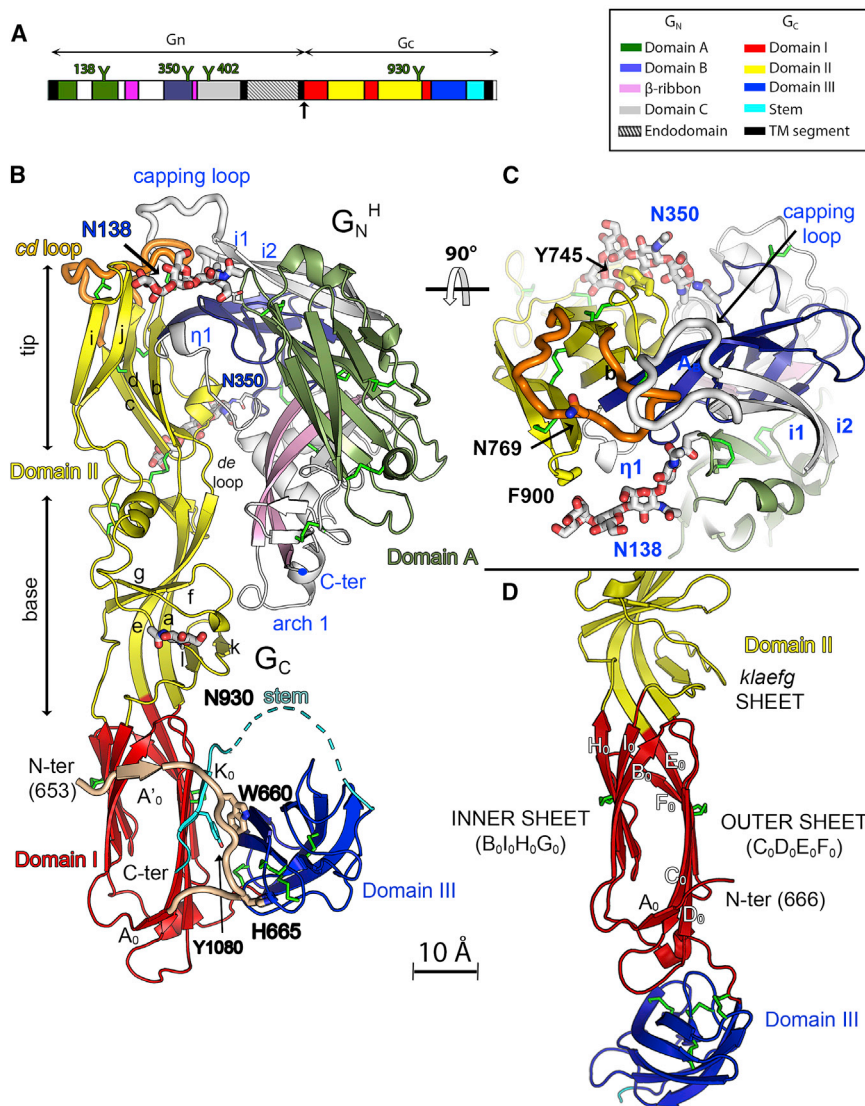 A
Gn
Gc
138
350
402
930
G_N
G_C
Domain A
Domain I
Domain B
Domain II
β-ribbon
Domain III
Domain C
Stem
Endodomain
TM segment
B
capping loop
N138
cd loop
G_N^H
i1
i2
tip
i
j
η1
b
d
c
N350
de
loop
Domain II
Domain A
C-ter
arch 1
base
g
f
e
a
k
l
G_C
N930
stem
N-ter
(653)
A'₀
K₀
W660
Domain I
C-ter
Domain III
A₀
Y1080
H665
10 Å
90°
C
N350
capping
loop
Y745
b
A
N769
i1
i2
η1
F900
N138
D
Domain II
klaefg
SHEET
H₀
I₀
B₀
E₀
F₀
INNER SHEET
(B₀I₀H₀G₀)
OUTER SHEET
(C₀D₀E₀F₀)
C₀
N-ter (666)
A₀
D₀
Domain III